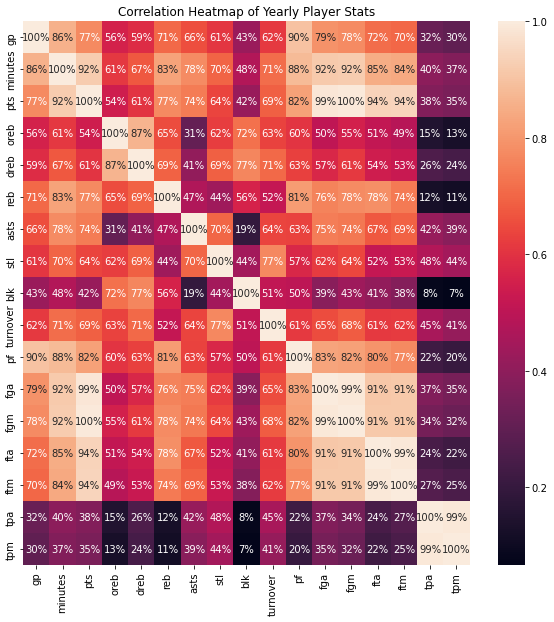 Correlation Heatmap of Yearly Player Stats
gp 100% 86% 77% 56% 59% 71% 66% 61% 43% 62% 90% 79% 78% 72% 70% 32% 30%
minutes 86% 100% 92% 61% 67% 83% 78% 70% 48% 71% 88% 92% 92% 85% 84% 40% 37%
pts 77% 92% 100% 54% 61% 77% 74% 64% 42% 69% 82% 99% 100% 94% 94% 38% 35%
oreb 56% 61% 54% 100% 87% 65% 31% 62% 72% 63% 60% 50% 55% 51% 49% 15% 13%
dreb 59% 67% 61% 87% 100% 69% 41% 69% 77% 71% 63% 57% 61% 54% 53% 26% 24%
reb 71% 83% 77% 65% 69% 100% 47% 44% 56% 52% 81% 76% 78% 78% 74% 12% 11%
asts 66% 78% 74% 31% 41% 47% 100% 70% 19% 64% 63% 75% 74% 67% 69% 42% 39%
stl 61% 70% 64% 62% 69% 44% 70% 100% 44% 77% 57% 62% 64% 52% 53% 48% 44%
blk 43% 48% 42% 72% 77% 56% 19% 44% 100% 51% 50% 39% 43% 41% 38% 8% 7%
turnover 62% 71% 69% 63% 71% 52% 64% 77% 51% 100% 61% 65% 68% 61% 62% 45% 41%
pf 90% 88% 82% 60% 63% 81% 63% 57% 50% 61% 100% 83% 82% 80% 77% 22% 20%
fga 79% 92% 99% 50% 57% 76% 75% 62% 39% 65% 83% 100% 99% 91% 91% 37% 35%
fgm 78% 92% 100% 55% 61% 78% 74% 64% 43% 68% 82% 99% 100% 91% 91% 34% 32%
fta 72% 85% 94% 51% 54% 78% 67% 52% 41% 61% 80% 91% 91% 100% 99% 24% 22%
ftm 70% 84% 94% 49% 53% 74% 69% 53% 38% 62% 77% 91% 91% 99% 100% 27% 25%
tpa 32% 40% 38% 15% 26% 12% 42% 48% 8% 45% 22% 37% 34% 24% 27% 100% 99%
tpm 30% 37% 35% 13% 24% 11% 39% 44% 7% 41% 20% 35% 32% 22% 25% 99% 100%
gp minutes pts oreb dreb reb asts stl blk turnover pf fga fgm fta ftm tpa tpm
1.0
0.8
0.6
0.4
0.2